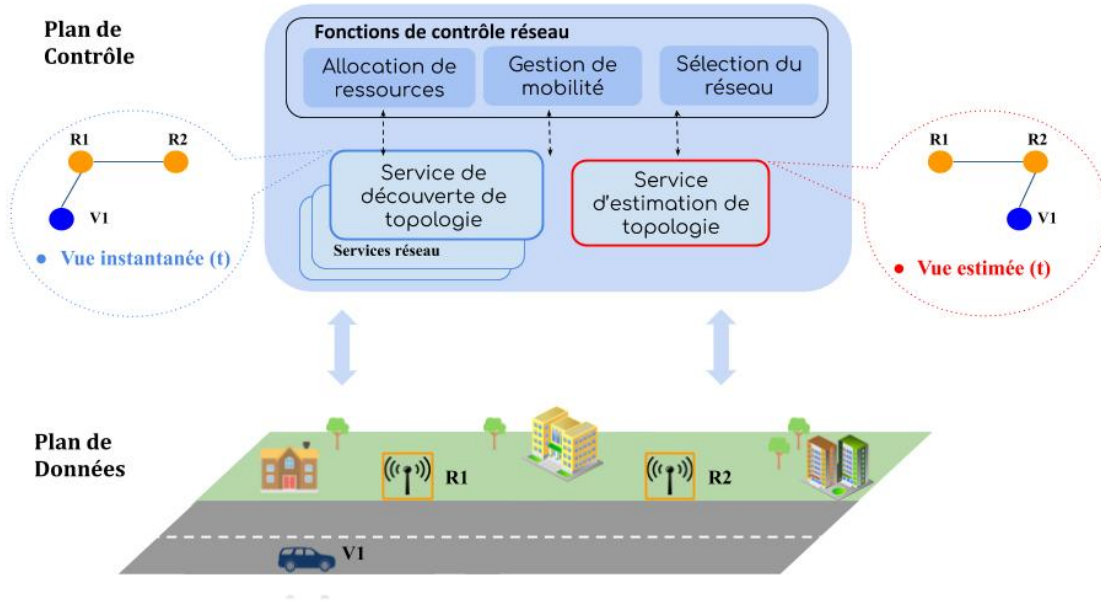 Plan de
Contrôle
Fonctions de contrôle réseau
Allocation de
ressources
Gestion de
mobilité
Sélection du
réseau
R1
R2
V1
Vue instantanée (t)
Service de
découverte de
topologie
Services réseau
Service
d'estimation de
topologie
R1
R2
V1
Vue estimée (t)
Plan de
Données
R1
R2
V1